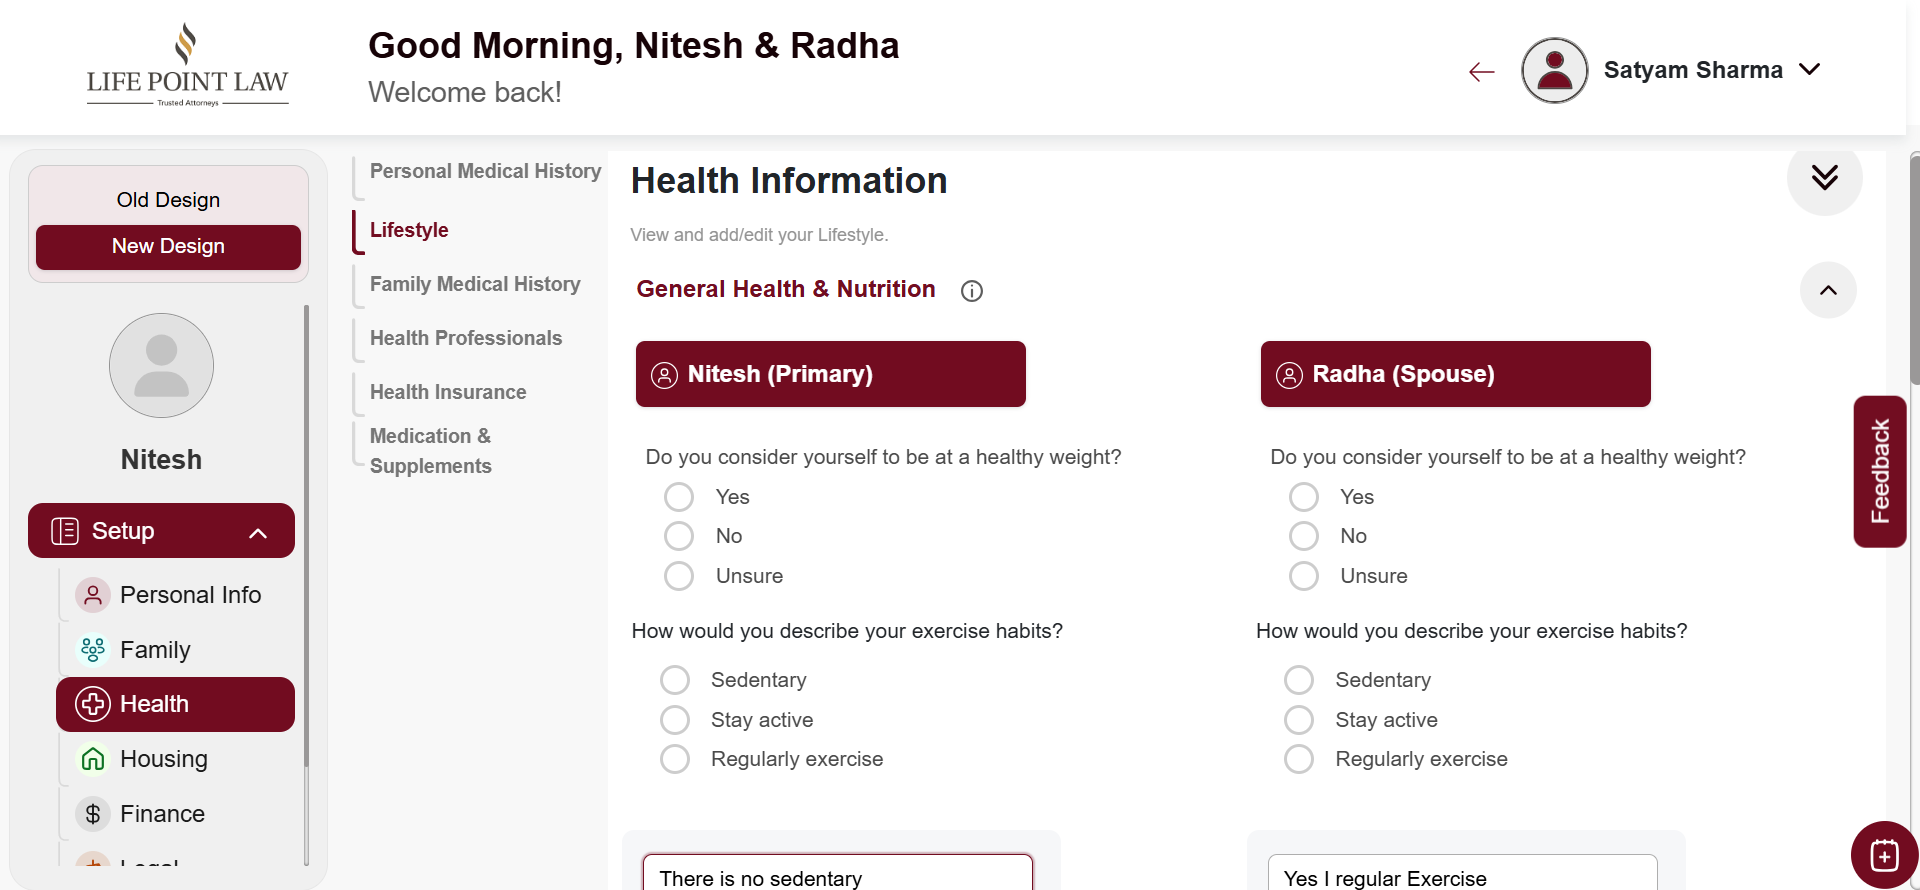 LIFE POINT LAW
Trusted Attorneys
Good Morning, Nitesh & Radha
Welcome back!
Satyam Sharma
Old Design
New Design
Nitesh
Setup
Personal Info
Family
Health
Housing
Finance
Legal
Personal Medical History
Lifestyle
Family Medical History
Health Professionals
Health Insurance
Medication &
Supplements
Health Information
View and add/edit your Lifestyle.
General Health & Nutrition
Nitesh (Primary)
Do you consider yourself to be at a healthy weight?
Yes
No
Unsure
How would you describe your exercise habits?
Sedentary
Stay active
Regularly exercise
There is no sedentary
Radha (Spouse)
Do you consider yourself to be at a healthy weight?
Yes
No
Unsure
How would you describe your exercise habits?
Sedentary
Stay active
Regularly exercise
Yes I regular Exercise
Feedback